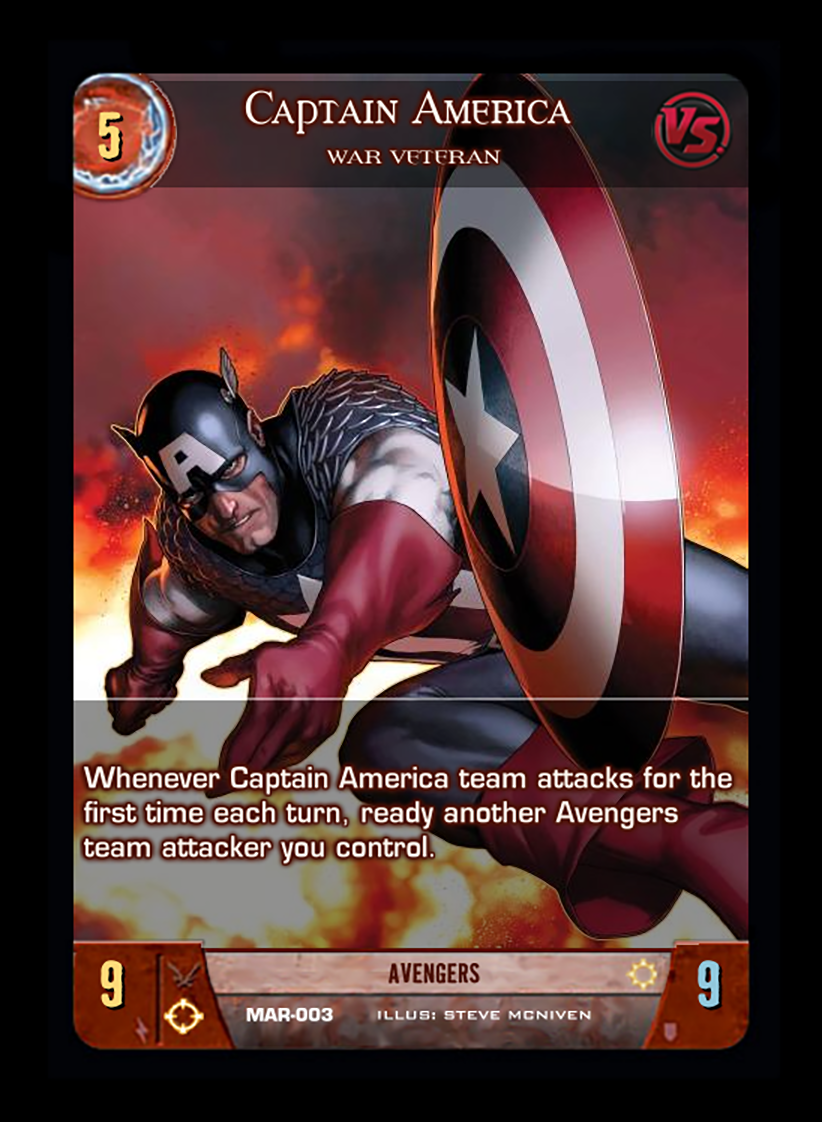 5
Captain America
VS.
WAR VETERAN
A
Whenever Captain America team attacks for the
first time each turn, ready another Avengers
team attacker you control.
9
AVENGERS
9
MAR-003 ILLUS: STEVE MCNIVEN